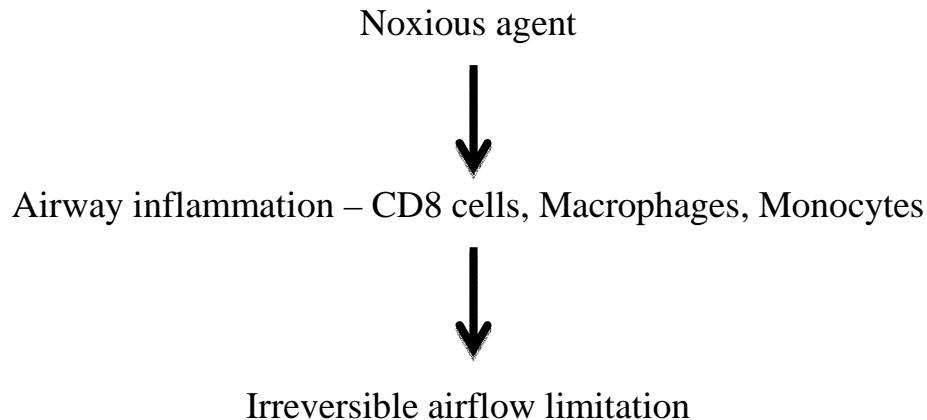 Noxious agent
Airway inflammation – CD8 cells, Macrophages, Monocytes
Irreversible airflow limitation